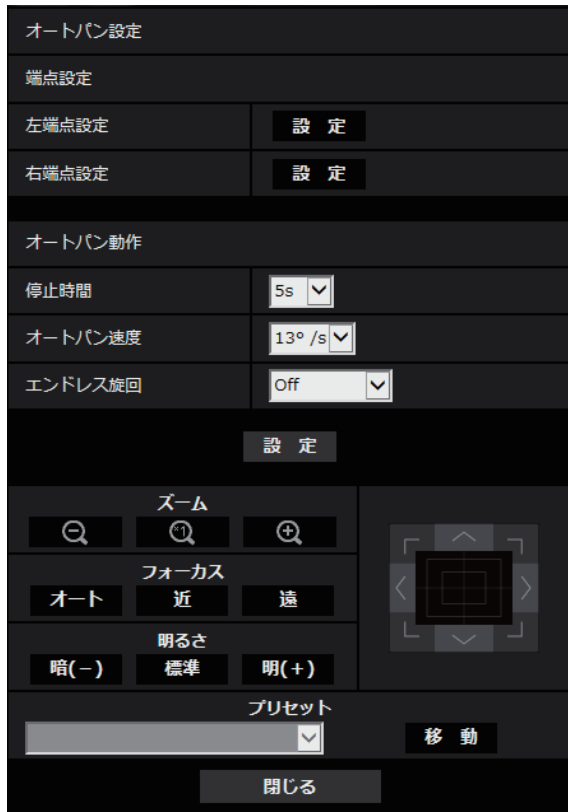 オートパン設定
端点設定
左端点設定 設 定
右端点設定 設 定
オートパン動作
停止時間 5s
オートパン速度 13° /s
エンドレス旋回 Off
設 定
ズーム
×1
フォーカス
オート 近 遠
明るさ
暗(−) 標準 明(+)
プリセット
移 動
閉じる